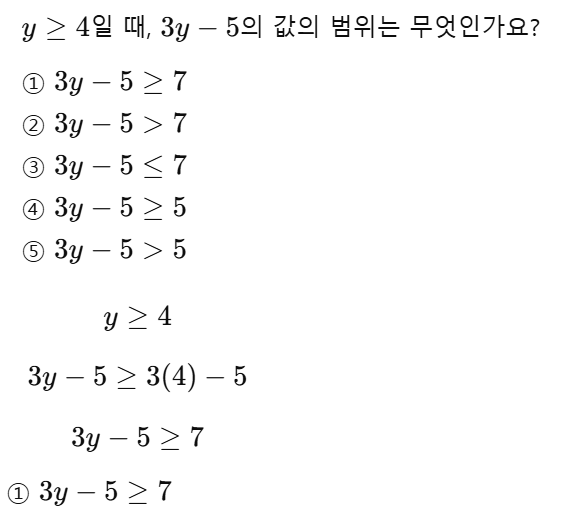 y ≥ 4일 때, 3y − 5의 값의 범위는 무엇인가요?
① 3y − 5 ≥ 7
② 3y − 5 > 7
③ 3y − 5 ≤ 7
④ 3y − 5 ≥ 5
⑤ 3y − 5 > 5
y ≥ 4
3y − 5 ≥ 3(4) − 5
3y − 5 ≥ 7
① 3y − 5 ≥ 7